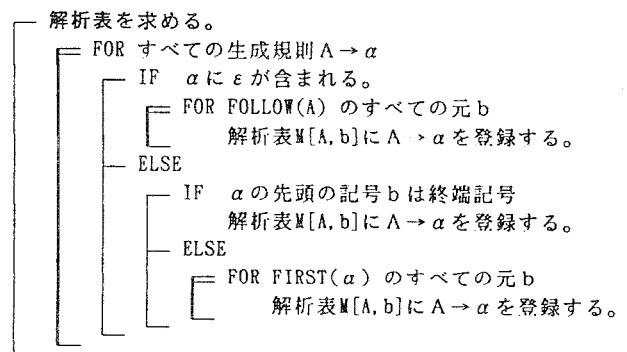 解析表を求める。
FOR すべての生成規則A→α
IF αにεが含まれる。
FOR FOLLOW(A) のすべての元b
解析表M[A,b]にA→αを登録する。
ELSE
IF αの先頭の記号bは終端記号
解析表M[A,b]にA→αを登録する。
ELSE
FOR FIRST(α) のすべての元b
解析表M[A,b]にA→αを登録する。